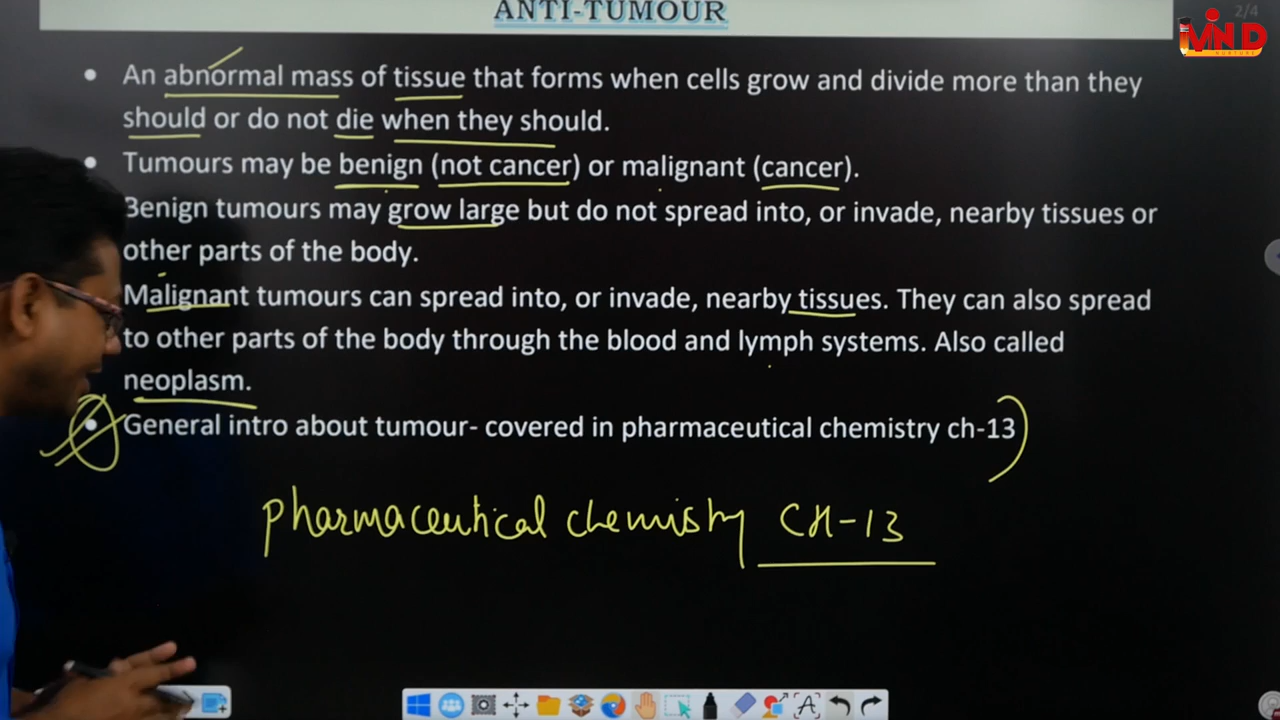 ANTI-TUMOUR
2/4
MIND
NURTURE
An abnormal mass of tissue that forms when cells grow and divide more than they
should or do not die when they should.
Tumours may be benign (not cancer) or malignant (cancer).
Benign tumours may grow large but do not spread into, or invade, nearby tissues or
other parts of the body.
Malignant tumours can spread into, or invade, nearby tissues. They can also spread
to other parts of the body through the blood and lymph systems. Also called
neoplasm.
General intro about tumour- covered in pharmaceutical chemistry ch-13
pharmaceutical chemistry CH-13